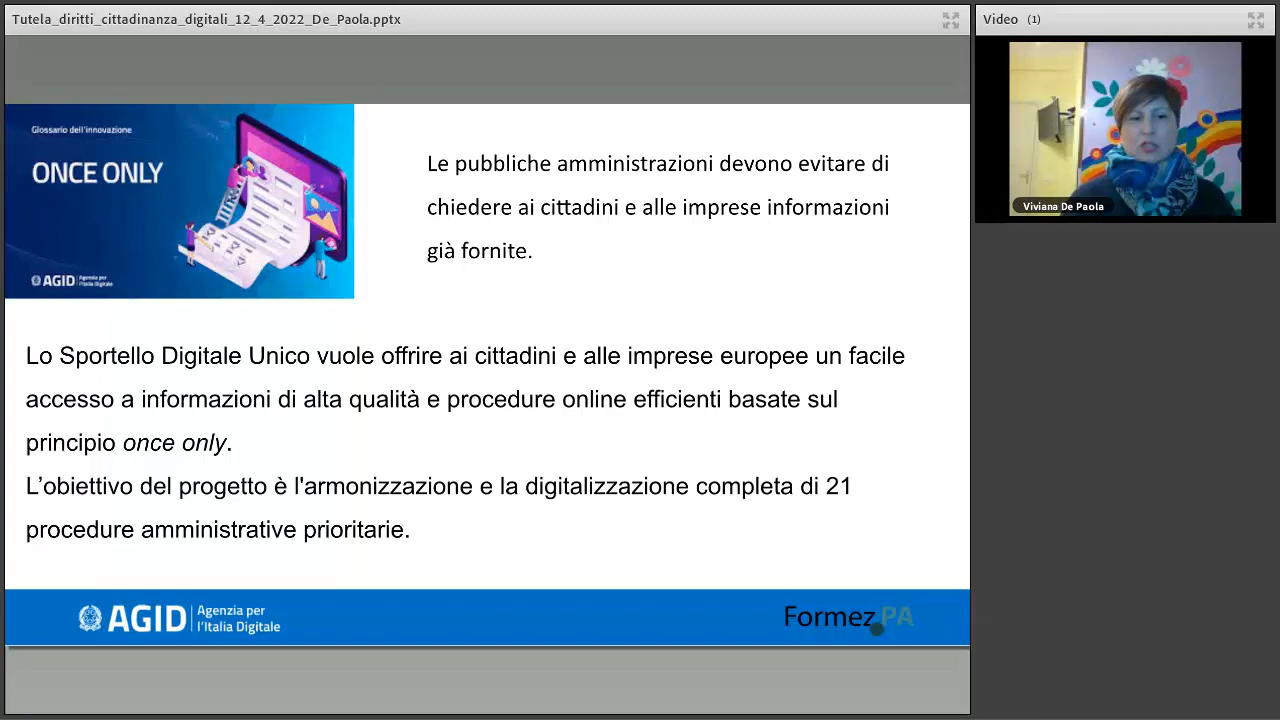 Tutela_diritti_cittadinanza_digitali_12_4_2022_De_Paola.pptx
Video (1)
Viviana De Paola
Glossario dell'innovazione
ONCE ONLY
AGID Agenzia per
l'Italia Digitale
Le pubbliche amministrazioni devono evitare di
chiedere ai cittadini e alle imprese informazioni
già fornite.
Lo Sportello Digitale Unico vuole offrire ai cittadini e alle imprese europee un facile
accesso a informazioni di alta qualità e procedure online efficienti basate sul
principio once only.
L’obiettivo del progetto è l'armonizzazione e la digitalizzazione completa di 21
procedure amministrative prioritarie.
AGID Agenzia per
l’Italia Digitale
Formez PA